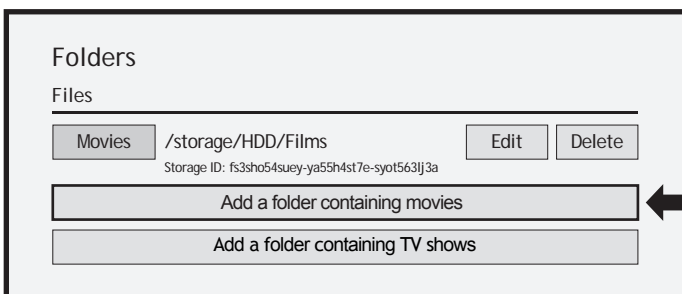 Folders
Files
Movies /storage/HDD/Films Edit Delete
Storage ID: fs3sho54suey-ya55h4st7e-syot563lj3a
Add a folder containing movies
Add a folder containing TV shows